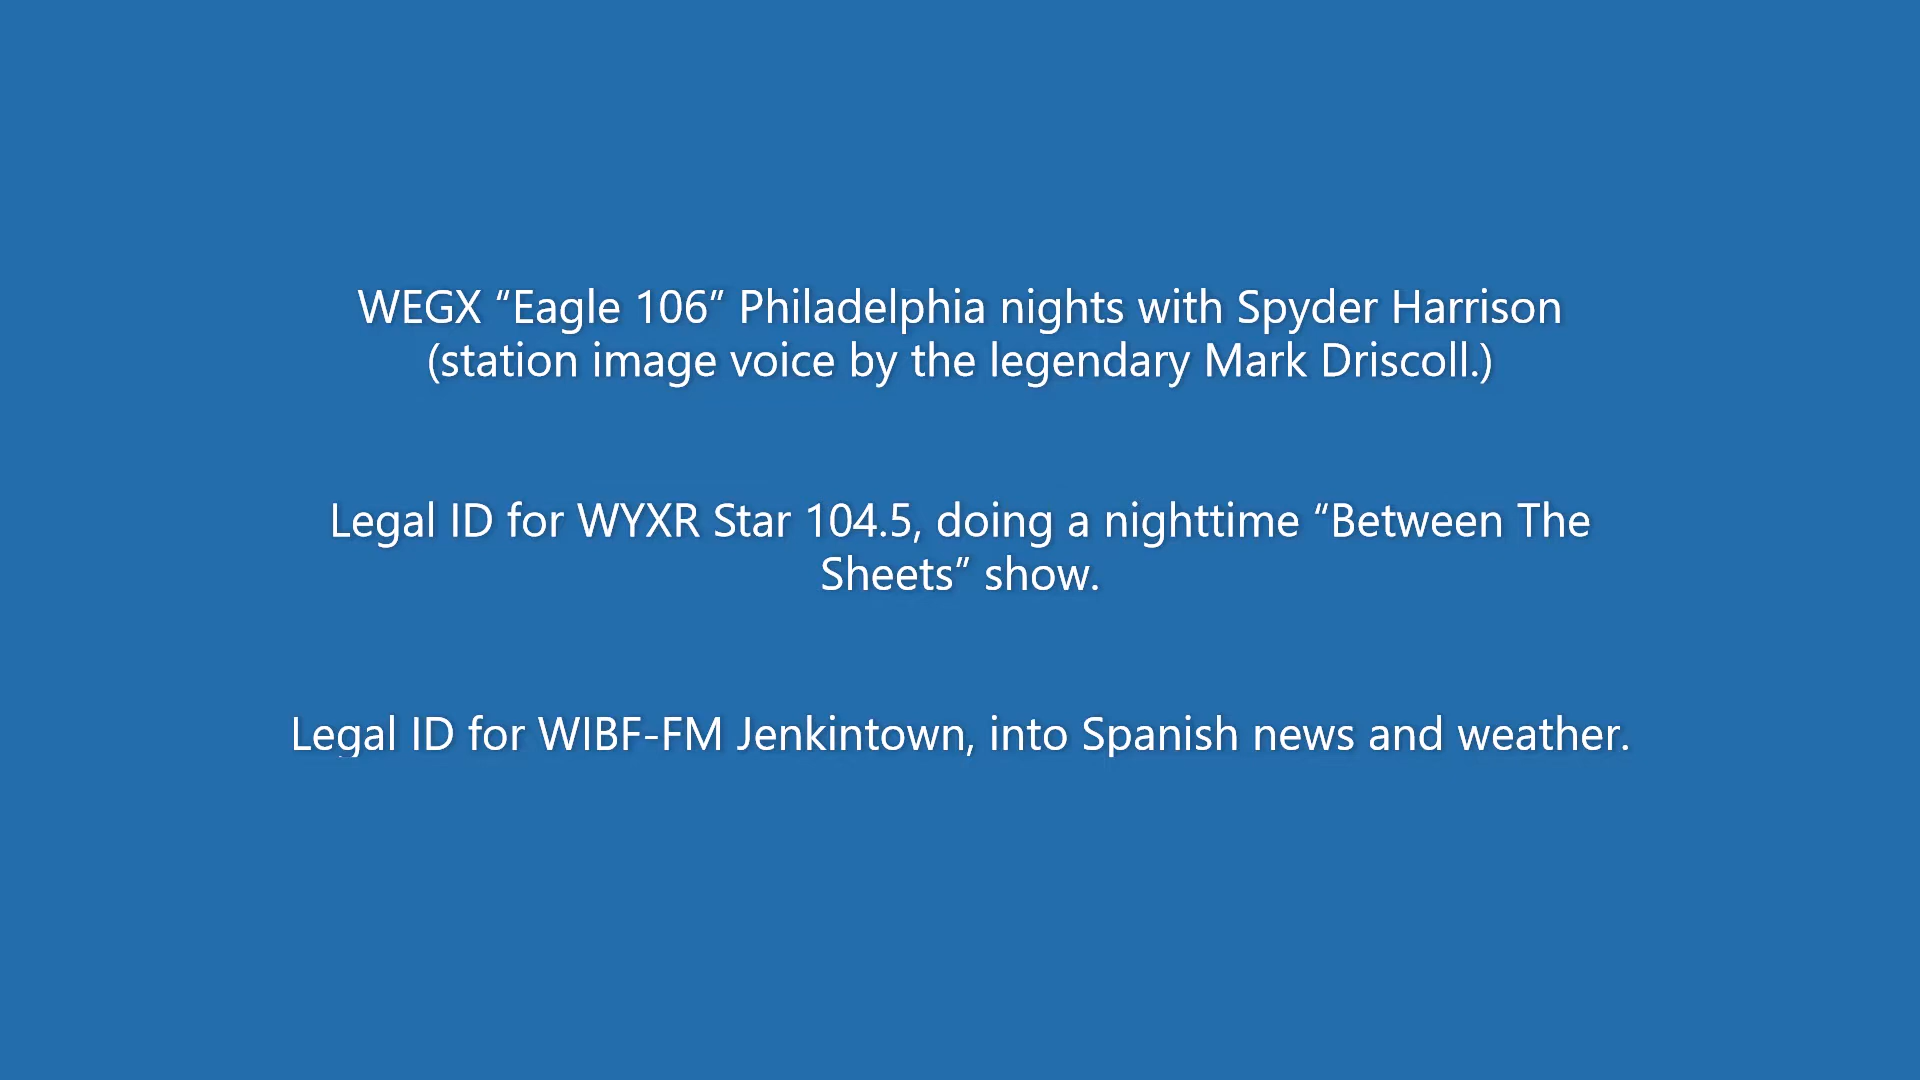 WEGX “Eagle 106” Philadelphia nights with Spyder Harrison
(station image voice by the legendary Mark Driscoll.)
Legal ID for WYXR Star 104.5, doing a nighttime “Between The
Sheets” show.
Legal ID for WIBF-FM Jenkintown, into Spanish news and weather.